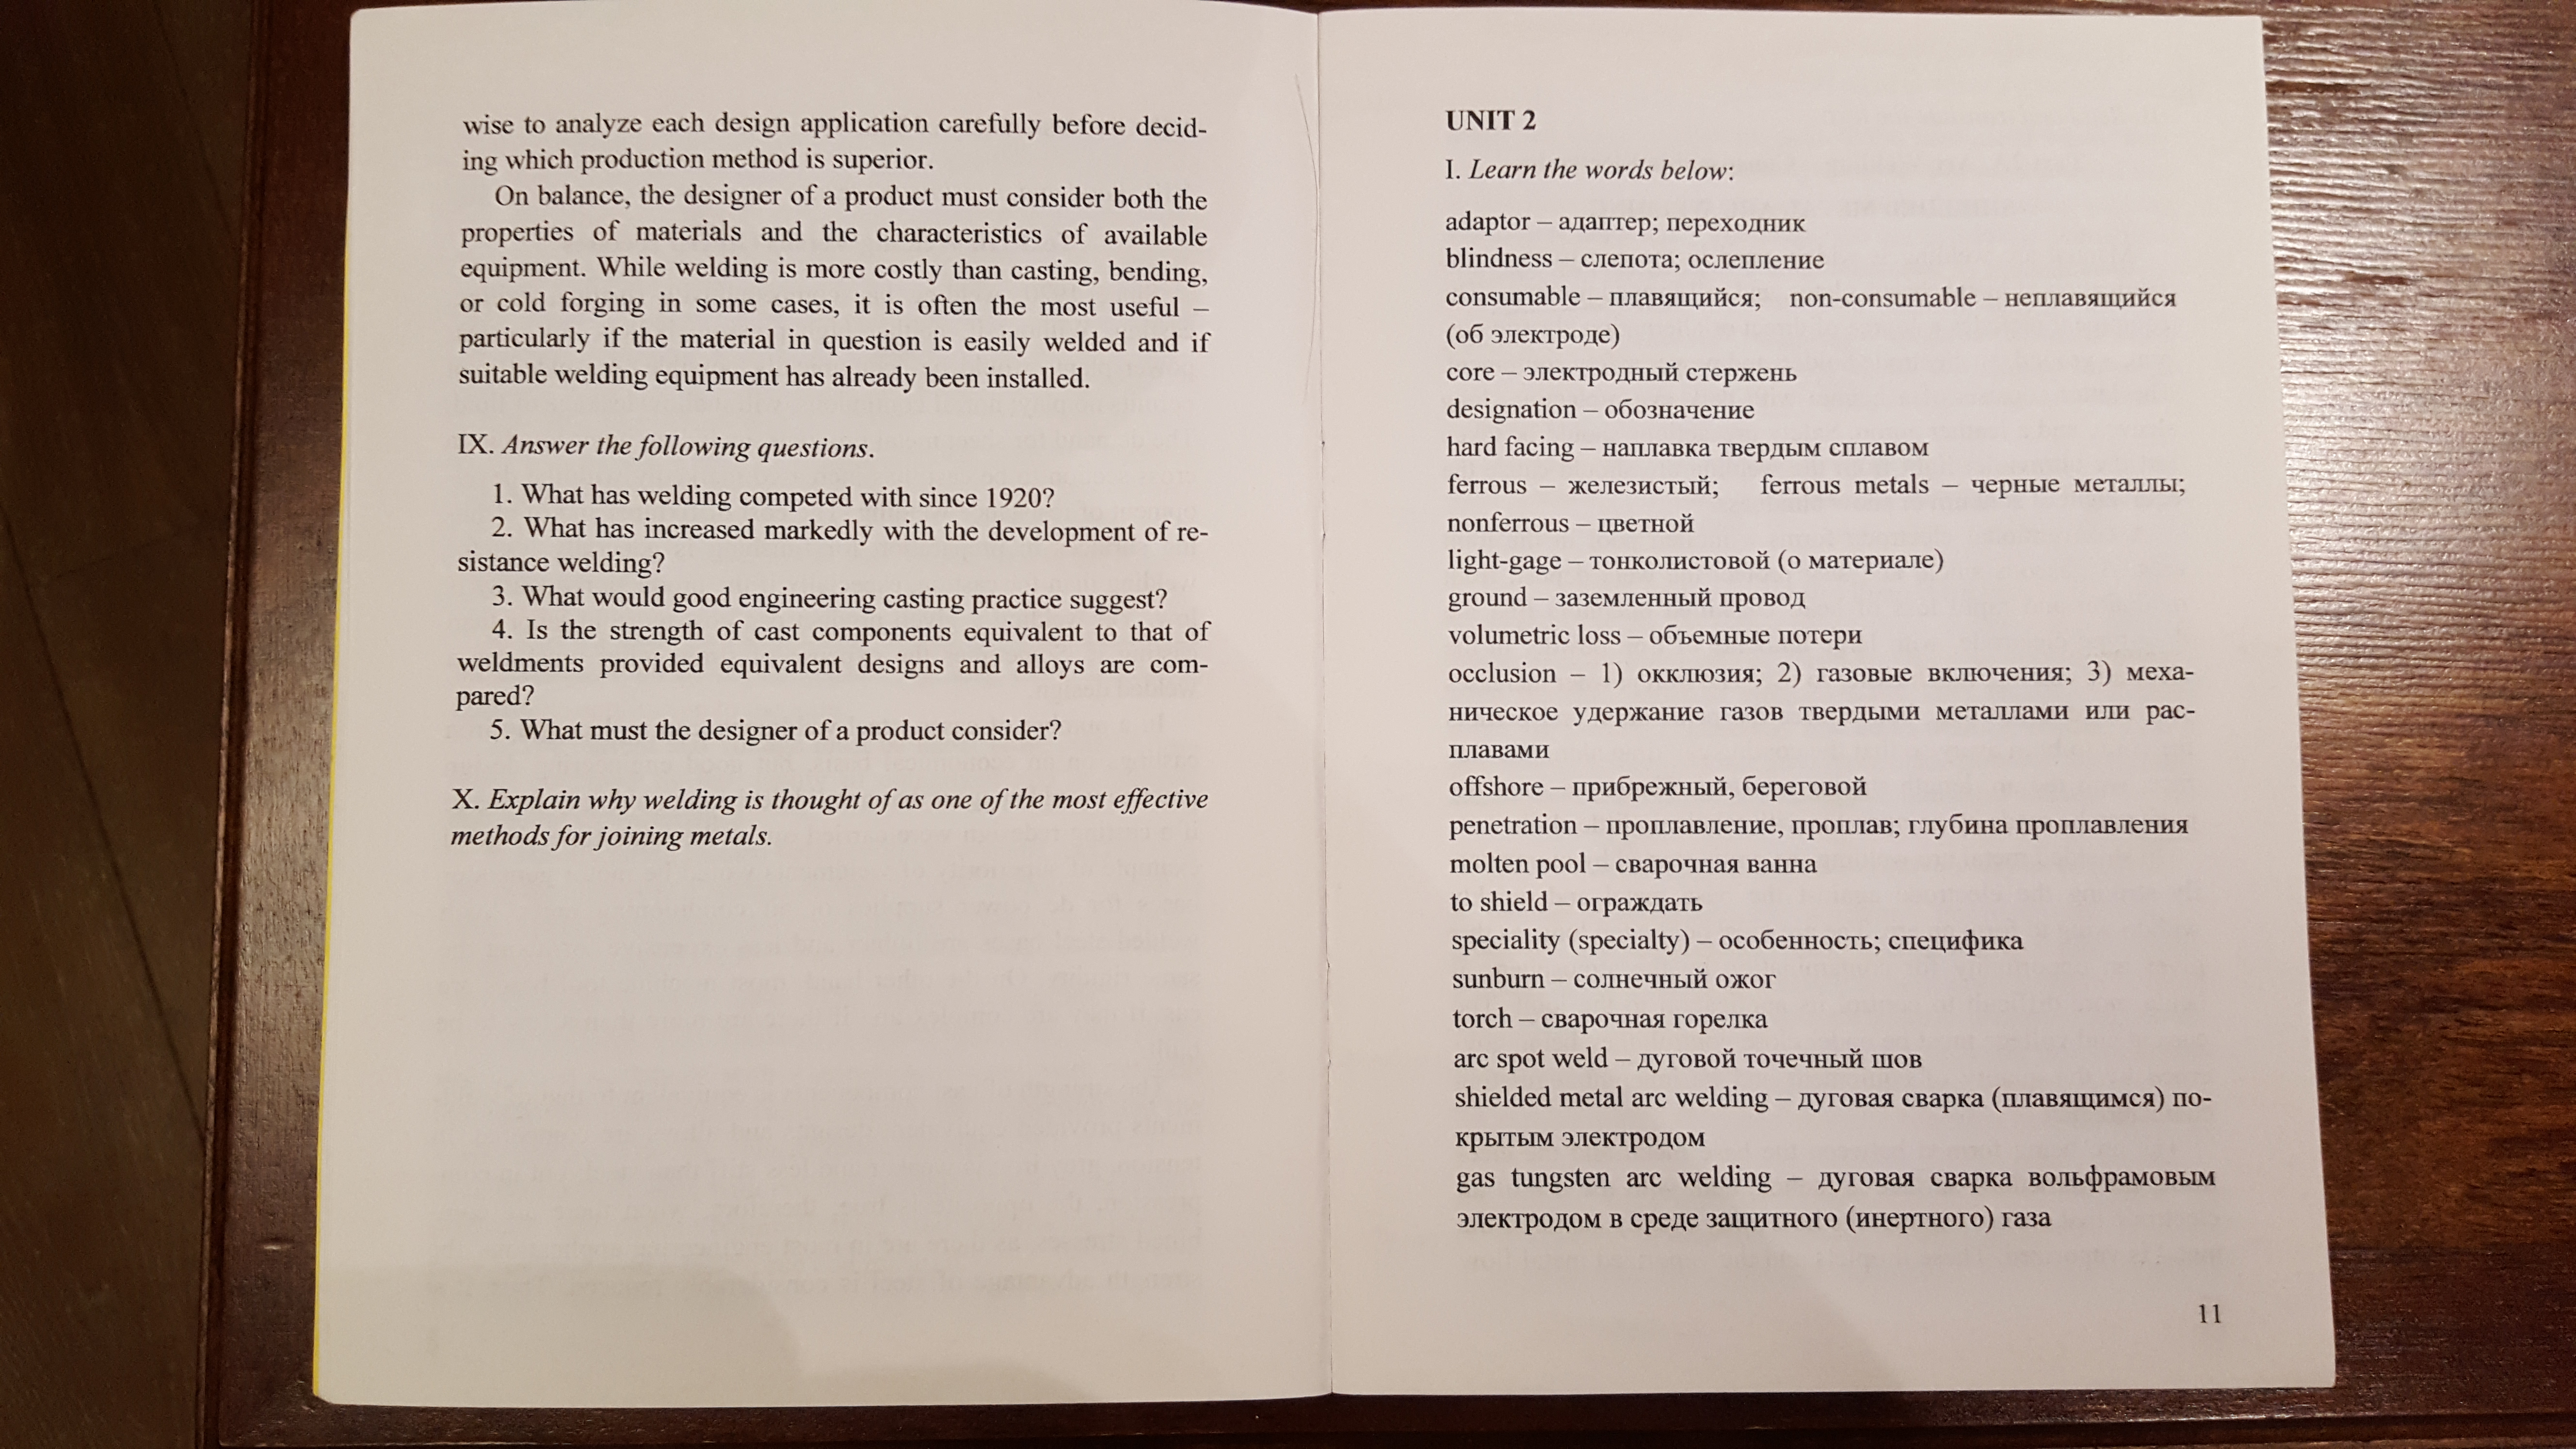 wise to analyze each design application carefully before decid-
ing which production method is superior.
On balance, the designer of a product must consider both the
properties of materials and the characteristics of available
equipment. While welding is more costly than casting, bending,
or cold forging in some cases, it is often the most useful –
particularly if the material in question is easily welded and if
suitable welding equipment has already been installed.
IX. Answer the following questions.
1. What has welding competed with since 1920?
2. What has increased markedly with the development of re-
sistance welding?
3. What would good engineering casting practice suggest?
4. Is the strength of cast components equivalent to that of
weldments provided equivalent designs and alloys are com-
pared?
5. What must the designer of a product consider?
X. Explain why welding is thought of as one of the most effective
methods for joining metals.
UNIT 2
I. Learn the words below:
adaptor – адаптер; переходник
blindness – слепота; ослепление
consumable – плавящийся; non-consumable – неплавящийся
(об электроде)
core – электродный стержень
designation – обозначение
hard facing – наплавка твердым сплавом
ferrous – железистый; ferrous metals – черные металлы;
nonferrous – цветной
light-gage – тонколистовой (о материале)
ground – заземленный провод
volumetric loss – объемные потери
occlusion – 1) окклюзия; 2) газовые включения; 3) меха-
ническое удержание газов твердыми металлами или рас-
плавами
offshore – прибрежный, береговой
penetration – проплавление, проплав; глубина проплавления
molten pool – сварочная ванна
to shield – ограждать
speciality (specialty) – особенность; специфика
sunburn – солнечный ожог
torch – сварочная горелка
arc spot weld – дуговой точечный шов
shielded metal arc welding – дуговая сварка (плавящимся) по-
крытым электродом
gas tungsten arc welding – дуговая сварка вольфрамовым
электродом в среде защитного (инертного) газа
11